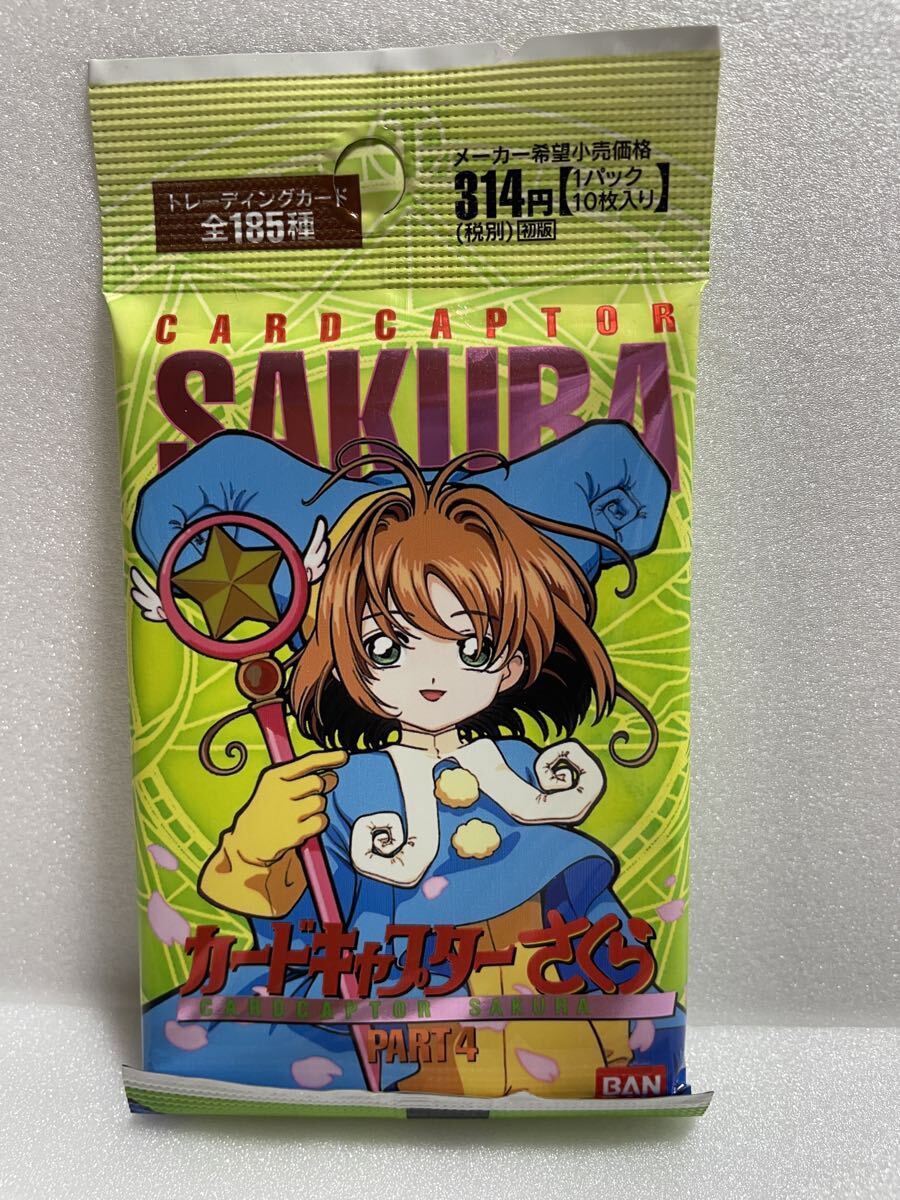 トレーディングカード
全185種
メーカー希望小売価格
314円【1パック10枚入り】
(税別) 初版
CARDCAPTOR
SAKURA
カードキャプターさくら
CARDCAPTOR SAKURA
PART4
BAN